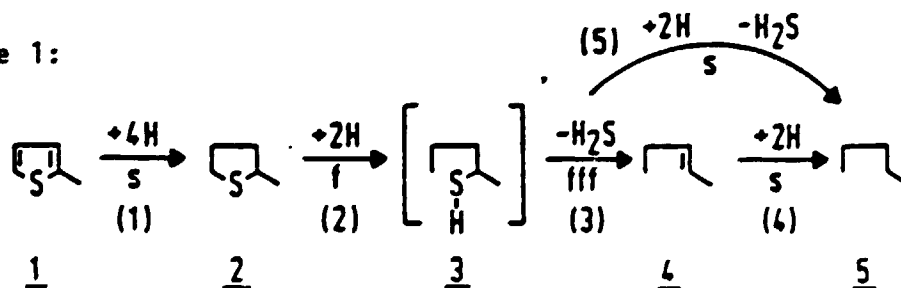 (5) +2H -H₂S
s
e 1:
+4H +2H -H₂S +2H
S s S f S fff s
H
(1) (2) (3) (4)
1 2 3 4 5